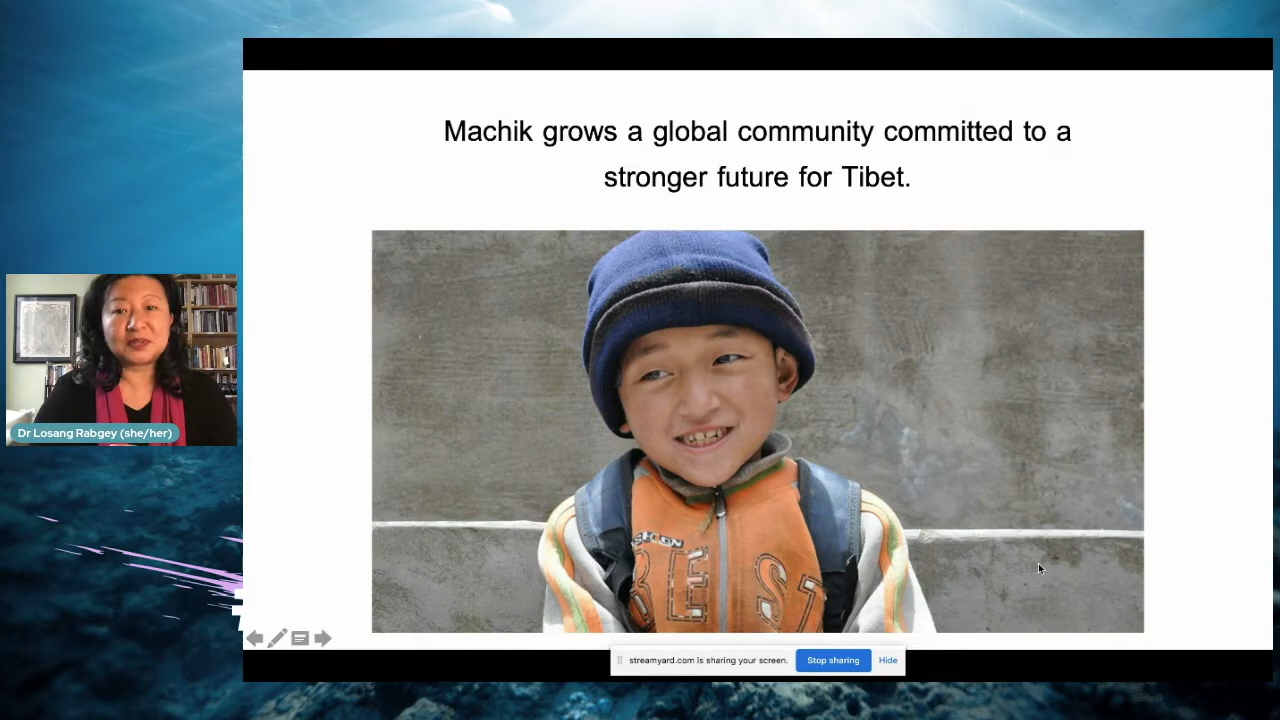 Machik grows a global community committed to a
stronger future for Tibet.
Dr Losang Rabgey (she/her)
BEST
streamyard.com is sharing your screen.
Stop sharing
Hide